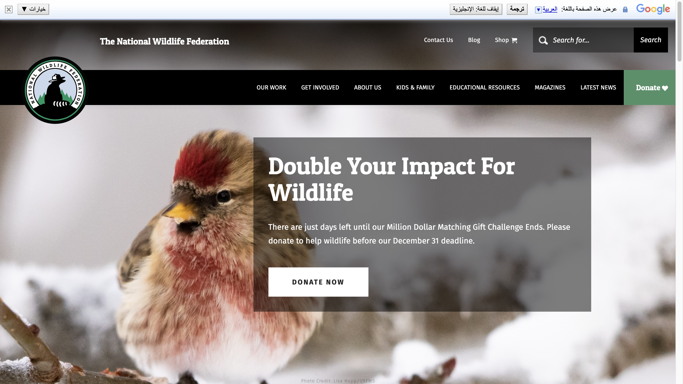 خيارات ▼
إيقاف اللغة: الإنجليزية
ترجمة
عرض هذه الصفحة باللغة: العربية
Google
The National Wildlife Federation
Contact Us
Blog
Shop
Search for...
Search
NATIONAL WILDLIFE FEDERATION
OUR WORK
GET INVOLVED
ABOUT US
KIDS & FAMILY
EDUCATIONAL RESOURCES
MAGAZINES
LATEST NEWS
Donate
Double Your Impact For
Wildlife
There are just days left until our Million Dollar Matching Gift Challenge Ends. Please
donate to help wildlife before our December 31 deadline.
DONATE NOW
Photo Credit: